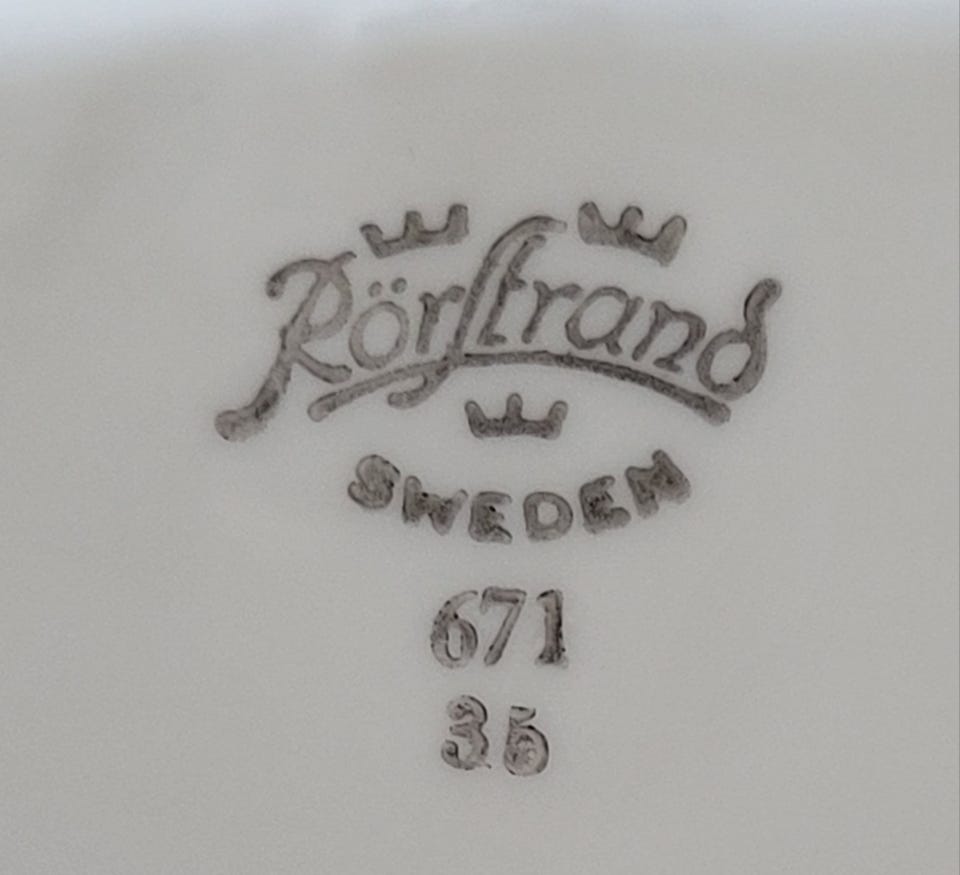 Rörstrand
SWEDEN
671
35